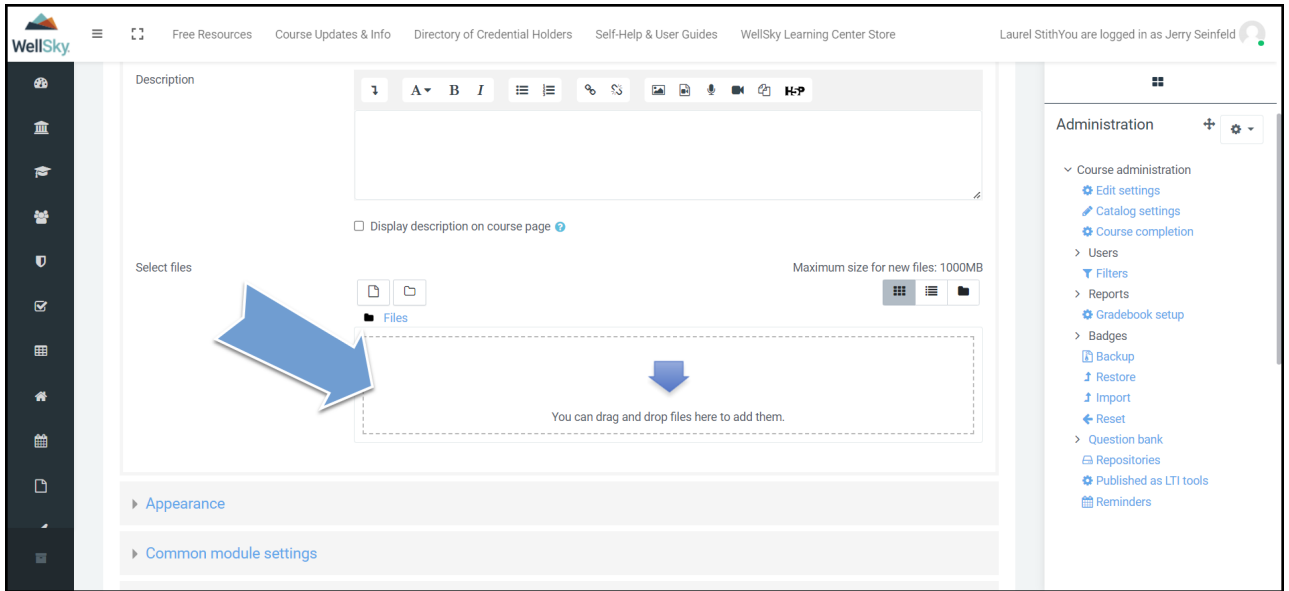 WellSky.
Free Resources Course Updates & Info Directory of Credential Holders Self-Help & User Guides WellSky Learning Center Store Laurel StithYou are logged in as Jerry Seinfeld
Description
A B I H5P
Display description on course page ?
Select files
Maximum size for new files: 1000MB
Files
You can drag and drop files here to add them.
Appearance
Common module settings
Administration
Course administration
Edit settings
Catalog settings
Course completion
Users
Filters
Reports
Gradebook setup
Badges
Backup
Restore
Import
Reset
Question bank
Repositories
Published as LTI tools
Reminders